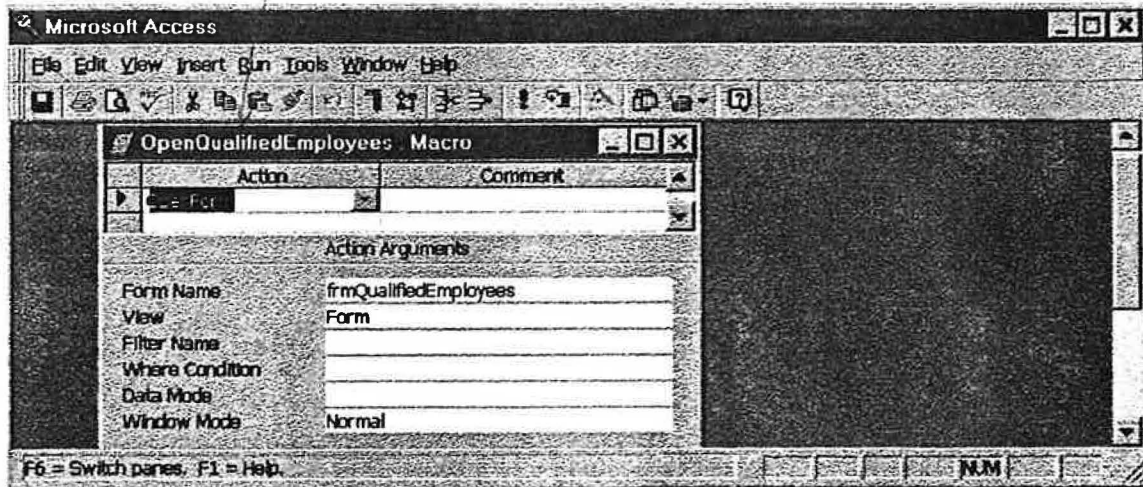 Microsoft Access
File Edit View Insert Run Tools Window Help
OpenQualifiedEmployees : Macro
Action Comment
Action Arguments
Form Name frmQualifiedEmployees
View Form
Filter Name
Where Condition
Data Mode
Window Mode Normal
F6 = Switch panes. F1 = Help.
NUM